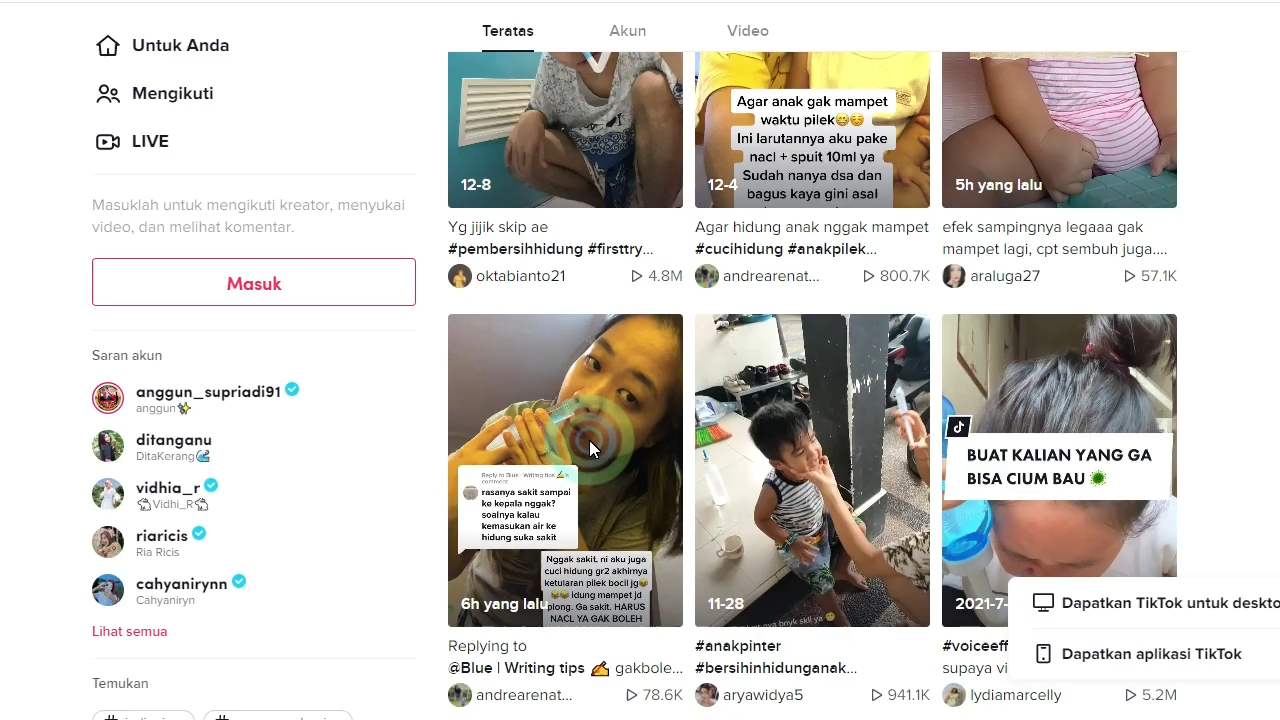 Untuk Anda
Mengikuti
LIVE
Masuklah untuk mengikuti kreator, menyukai
video, dan melihat komentar.
Masuk
Saran akun
anggun_supriadi91
anggun✨
ditanganu
DitaKerang🌊
vidhia_r
🐇Vidhi_R🐇
riaricis
Ria Ricis
cahyanirynn
Cahyaniryn
Lihat semua
Temukan
Teratas
Akun
Video
12-8
Yg jijik skip ae
#pembersihhidung #firsttry...
oktabianto21
4.8M
Agar anak gak mampet
waktu pilek😁😌
Ini larutannya aku pake
nacl + spuit 10ml ya
Sudah nanya dsa dan
bagus kaya gini asal
12-4
Agar hidung anak nggak mampet
#cucihidung #anakpilek...
andrearenat...
800.7K
5h yang lalu
efek sampingnya legaaa gak
mampet lagi, cpt sembuh juga....
araluga27
57.1K
Reply to Blue | Writing tips ✍️'s
comment
rasanya sakit sampai
ke kepala nggak?
soalnya kalau
kemasukan air ke
hidung suka sakit
Nggak sakit. ni aku juga
cuci hidung gr2 akhirnya
ketularan pilek bocil jg😂
😂😂 idung mampet jd
plong. Ga sakit. HARUS
NACL YA GAK BOLEH
6h yang lalu
Replying to
@Blue | Writing tips ✍️ gakbole...
andrearenat...
78.6K
nya bnyk skil ya
11-28
#anakpinter
#bersihinhidunganak...
aryawidya5
941.1K
BUAT KALIAN YANG GA
BISA CIUM BAU
2021-7-
#voiceeff
supaya vi
lydiamarcelly
5.2M
Dapatkan TikTok untuk deskto
Dapatkan aplikasi TikTok